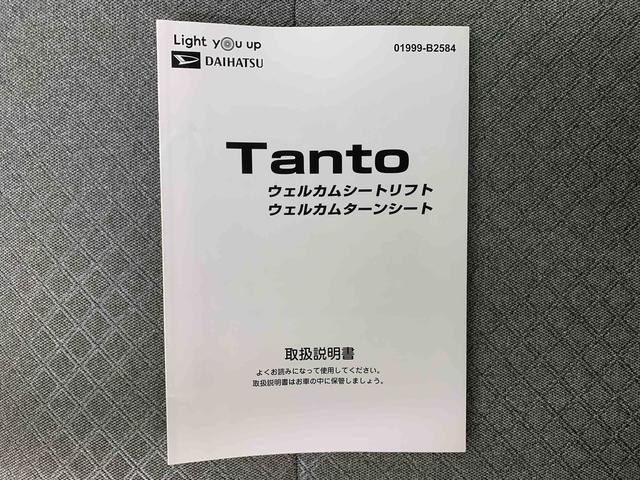 Light you up
DAIHATSU
01999-B2584
Tanto
ウェルカムシートリフト
ウェルカムターンシート
取扱説明書
よくお読みになって使用してください。
取扱説明書はお車の中に保管しましょう。